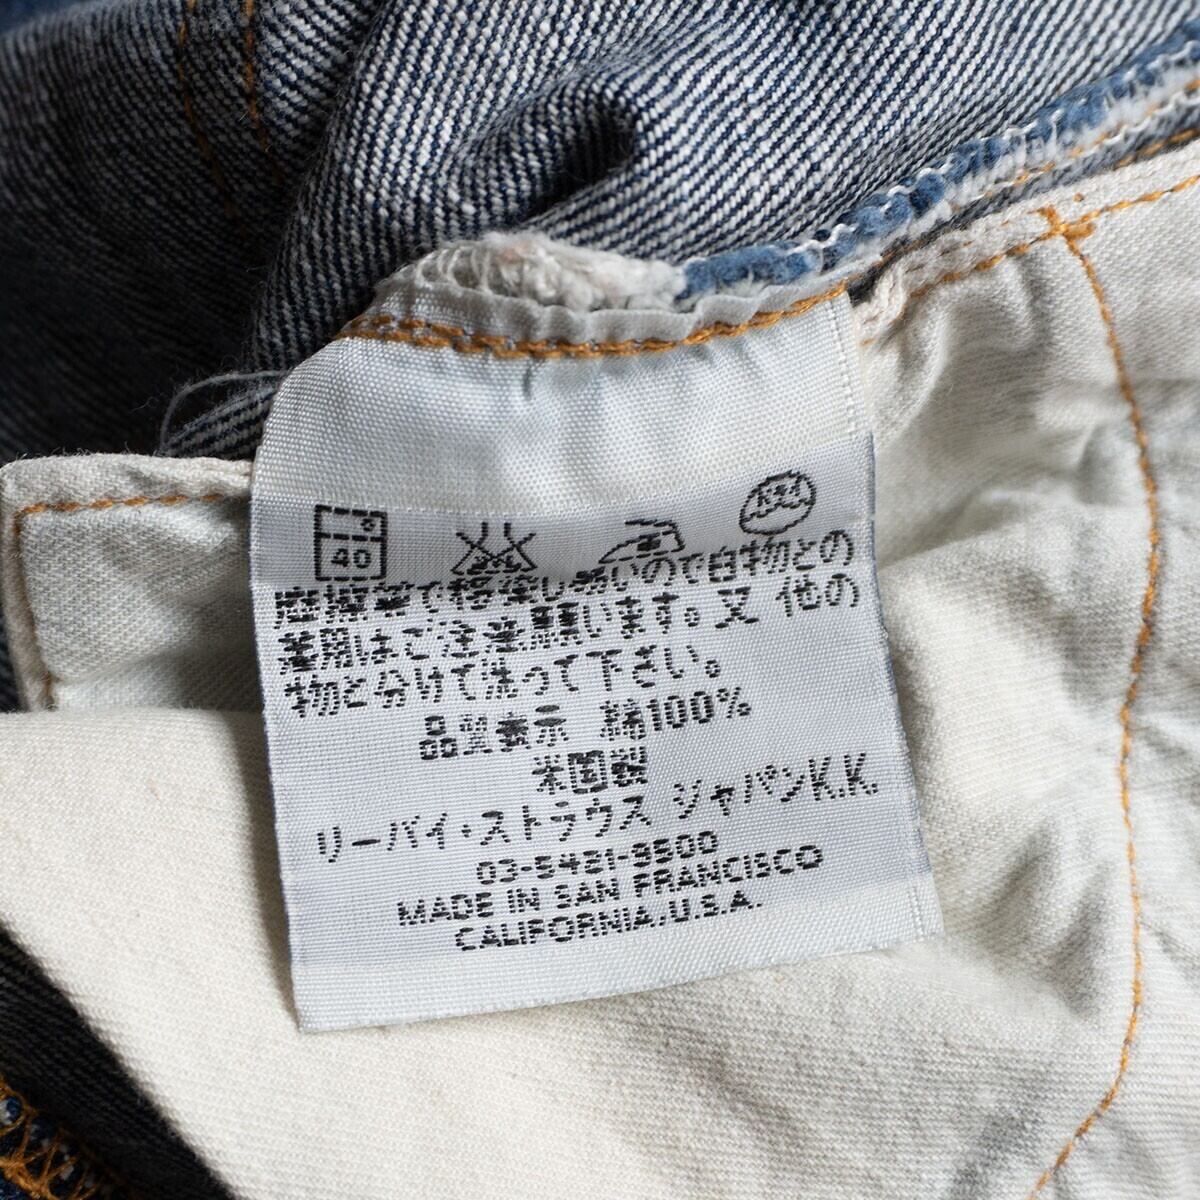 40
摩擦等で移染し易いので白物との
着用はご注意願います。又 他の
物と分けて洗って下さい。
品質表示 綿100%
米国製
リーバイ・ストラウス ジャパンK.K.
03-5421-9500
MADE IN SAN FRANCISCO
CALIFORNIA.U.S.A.